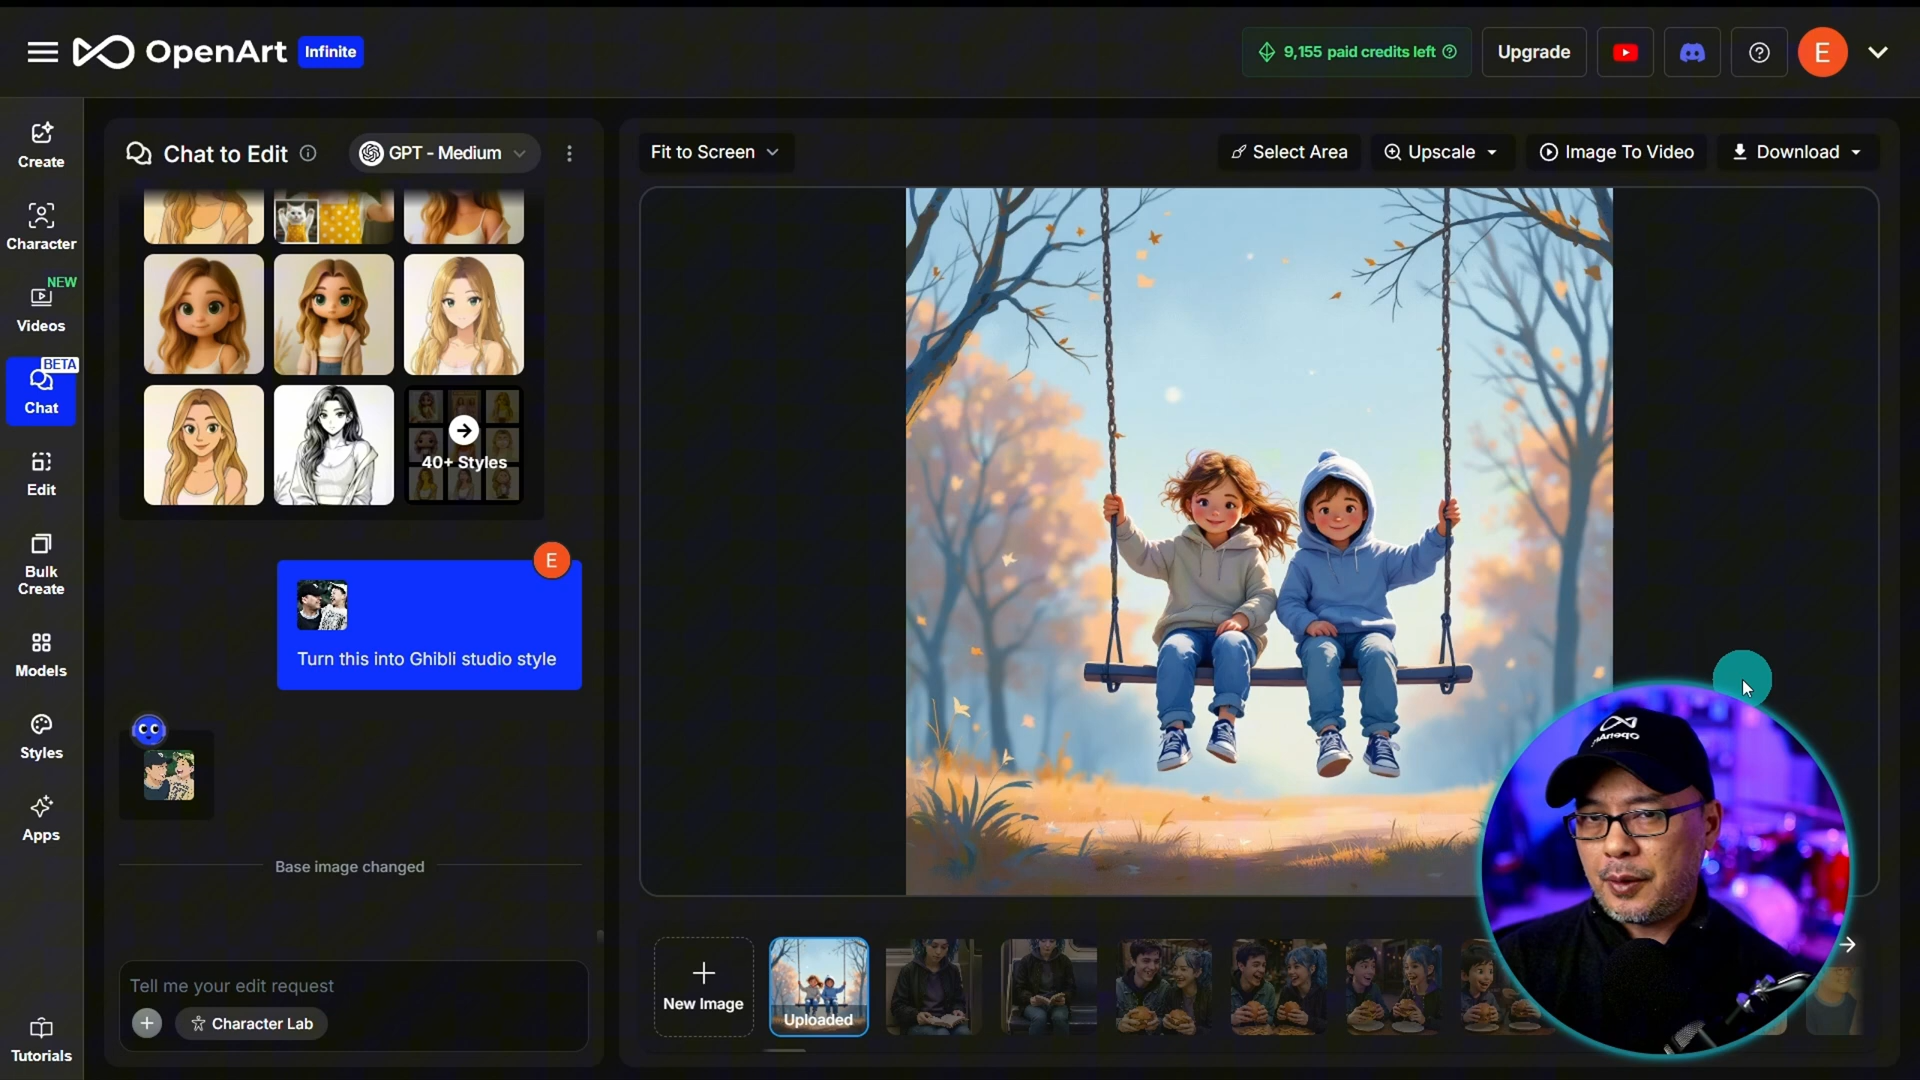 OpenArt Infinite
9,155 paid credits left
Upgrade
E
Create
Character
NEW
Videos
BETA
Chat
Edit
Bulk
Create
Models
Styles
Apps
Tutorials
Chat to Edit
GPT - Medium
40+ Styles
E
Turn this into Ghibli studio style
Base image changed
Tell me your edit request
Character Lab
Fit to Screen
Select Area
Upscale
Image To Video
Download
New Image
Uploaded
OpenArt